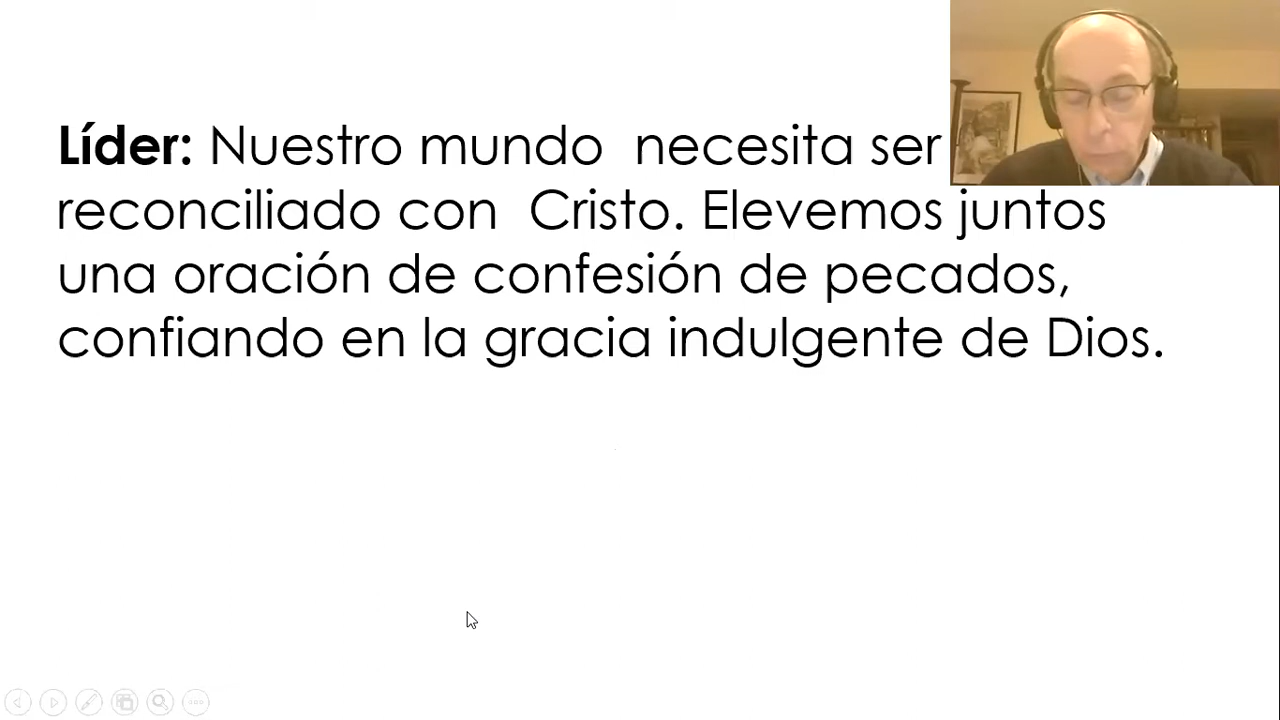 Líder: Nuestro mundo  necesita ser
reconciliado con  Cristo. Elevemos juntos
una oración de confesión de pecados,
confiando en la gracia indulgente de Dios.